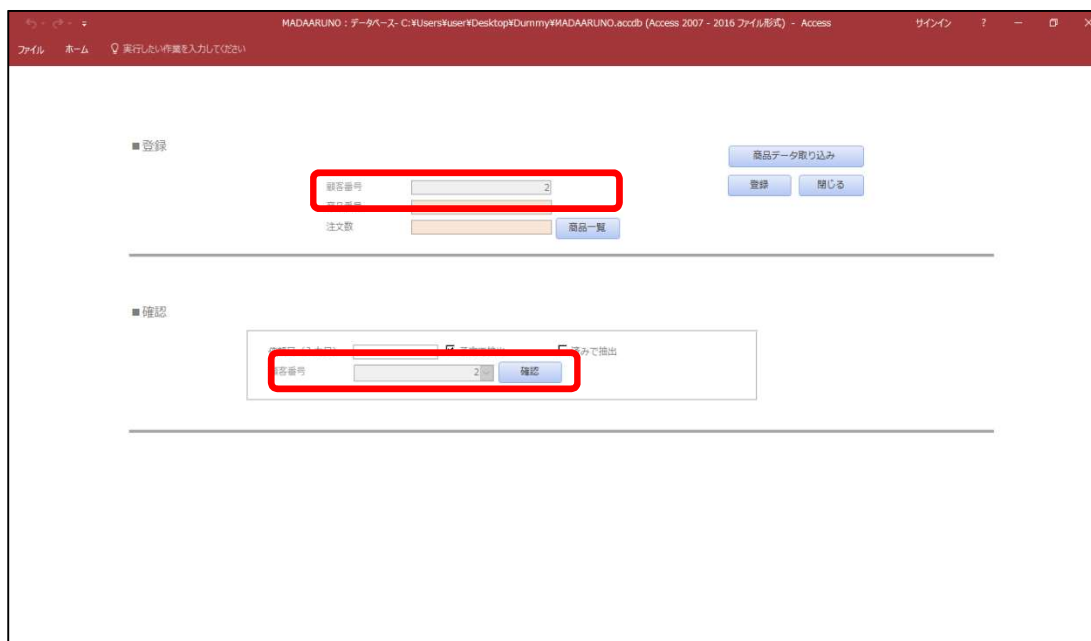 MADAARUNO : データベース- C:¥Users¥user¥Desktop¥Dummy¥MADAARUNO.accdb (Access 2007 - 2016 ファイル形式) - Access サインイン ?
ファイル ホーム 実行したい作業を入力してください
■登録
商品データ取り込み
顧客番号 2
登録 閉じる
注文数 商品一覧
■確認
済みで抽出
顧客番号 2 確認